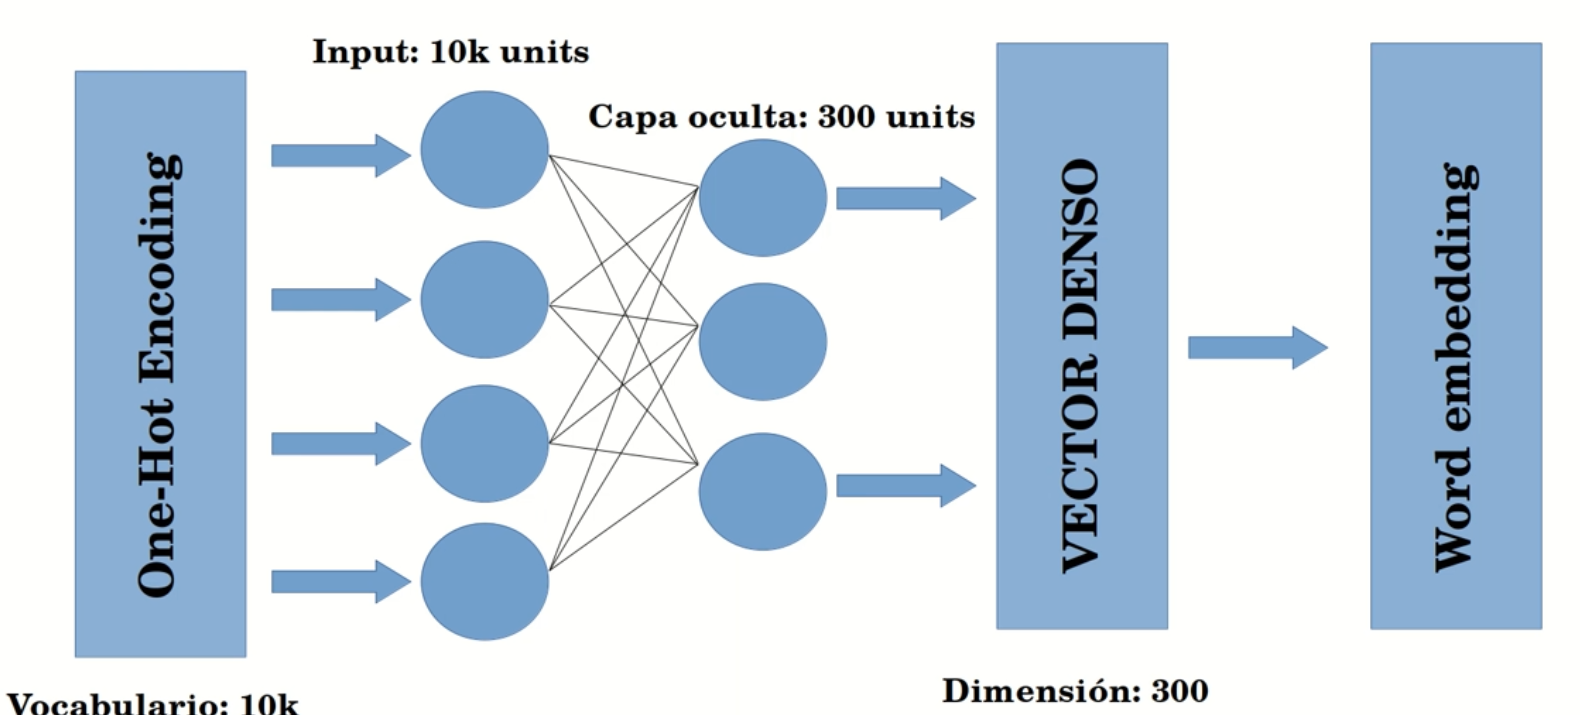 Input: 10k units
Capa oculta: 300 units
One-Hot Encoding
VECTOR DENSO
Word embedding
Vocabulario: 10k
Dimensión: 300